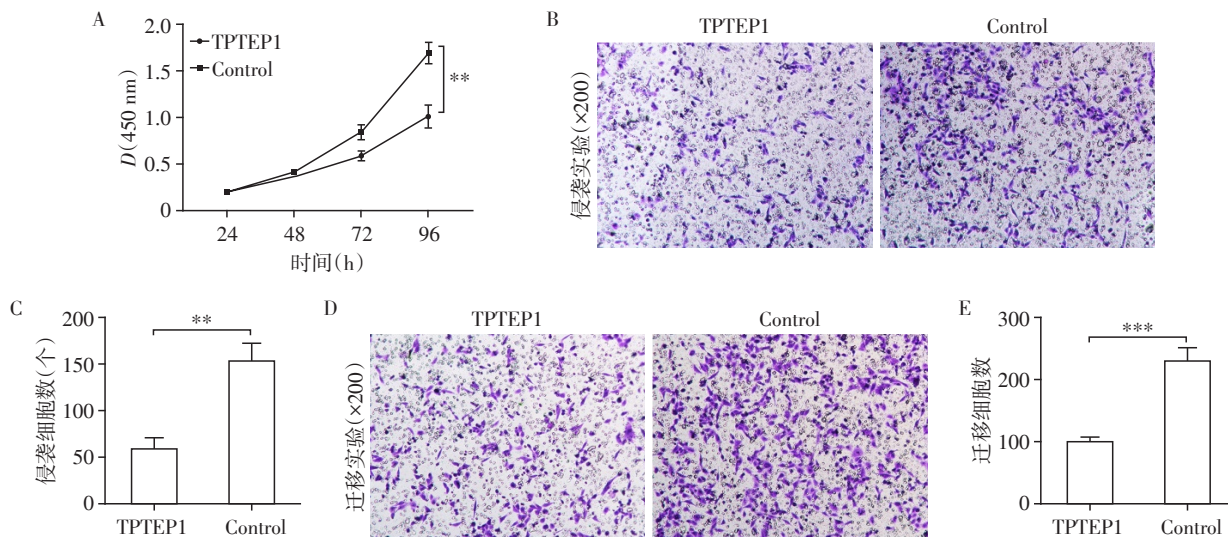 A
2.0
1.5
1.0
0.5
0
D(450 nm)
TPTEP1
Control
**
24 48 72 96
时间(h)
B
TPTEP1 Control
侵袭实验(×200)
C
200
150
100
50
0
侵袭细胞数(个)
**
TPTEP1 Control
D
TPTEP1 Control
迁移实验(×200)
E
300
200
100
0
迁移细胞数
***
TPTEP1 Control